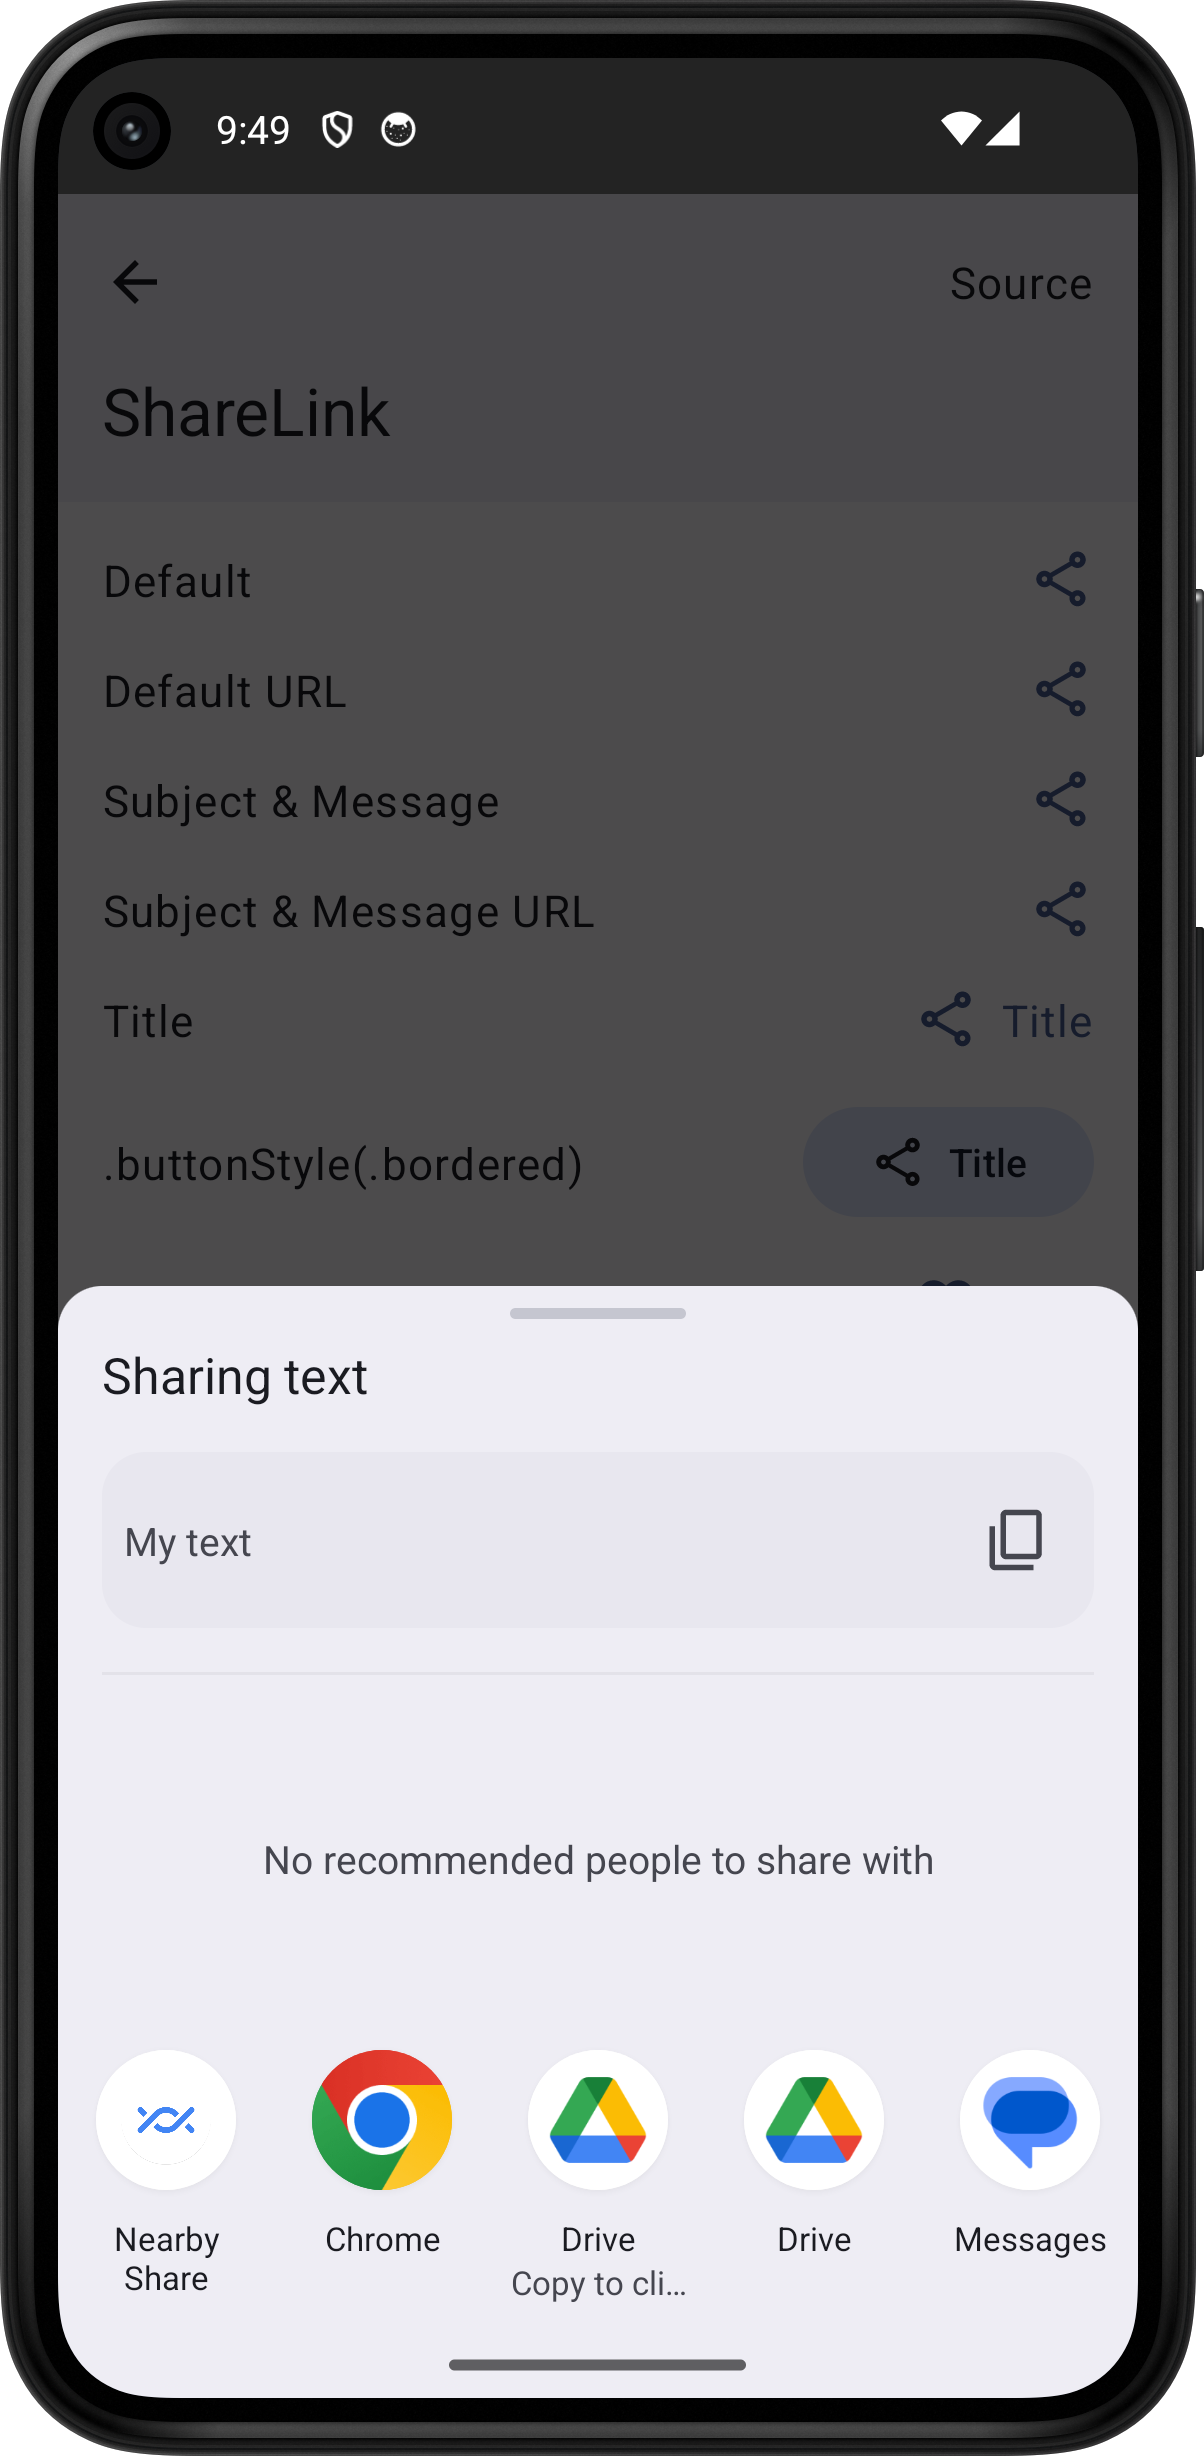 9:49
Source
ShareLink
Default
Default URL
Subject & Message
Subject & Message URL
Title Title
.buttonStyle(.bordered) Title
Sharing text
My text
No recommended people to share with
Nearby Share
Chrome
Drive
Copy to cli...
Drive
Messages